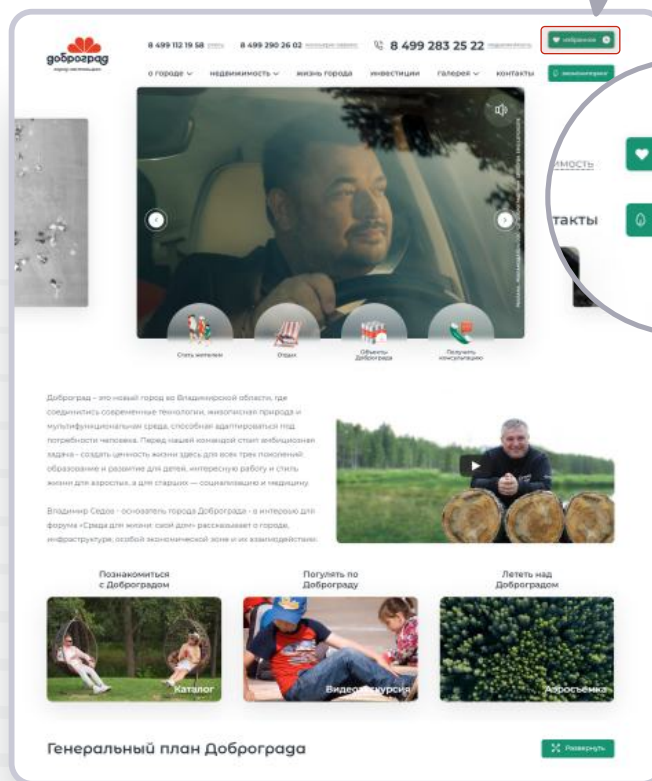 доброград
8 499 112 19 58 отель 8 499 290 26 02 8 499 283 25 22 недвижимость
избранное
о городе недвижимость жизнь города инвестиции галерея контакты
имость
такты
Стать жителем
Отдых
Объекты
Доброграда
Получить
консультацию
Доброград – это новый город во Владимирской области, где
соединились современные технологии, живописная природа и
мультифункциональная среда, способная адаптироваться под
потребности человека. Перед нашей командой стоит амбициозная
задача – создать ценность жизни здесь для всех трех поколений:
образование и развитие для детей, интересную работу и стиль
жизни для взрослых, а для старших — социализацию и медицину.
Владимир Седов - основатель города Доброграда - в интервью для
форума «Среда для жизни: свой дом» рассказывает о городе,
инфраструктуре, особой экономической зоне и их взаимодействии.
Познакомиться
с Доброградом
Погулять по
Доброграду
Лететь над
Доброградом
Каталог
Видеоэкскурсия
Аэросъёмка
Генеральный план Доброграда
Развернуть